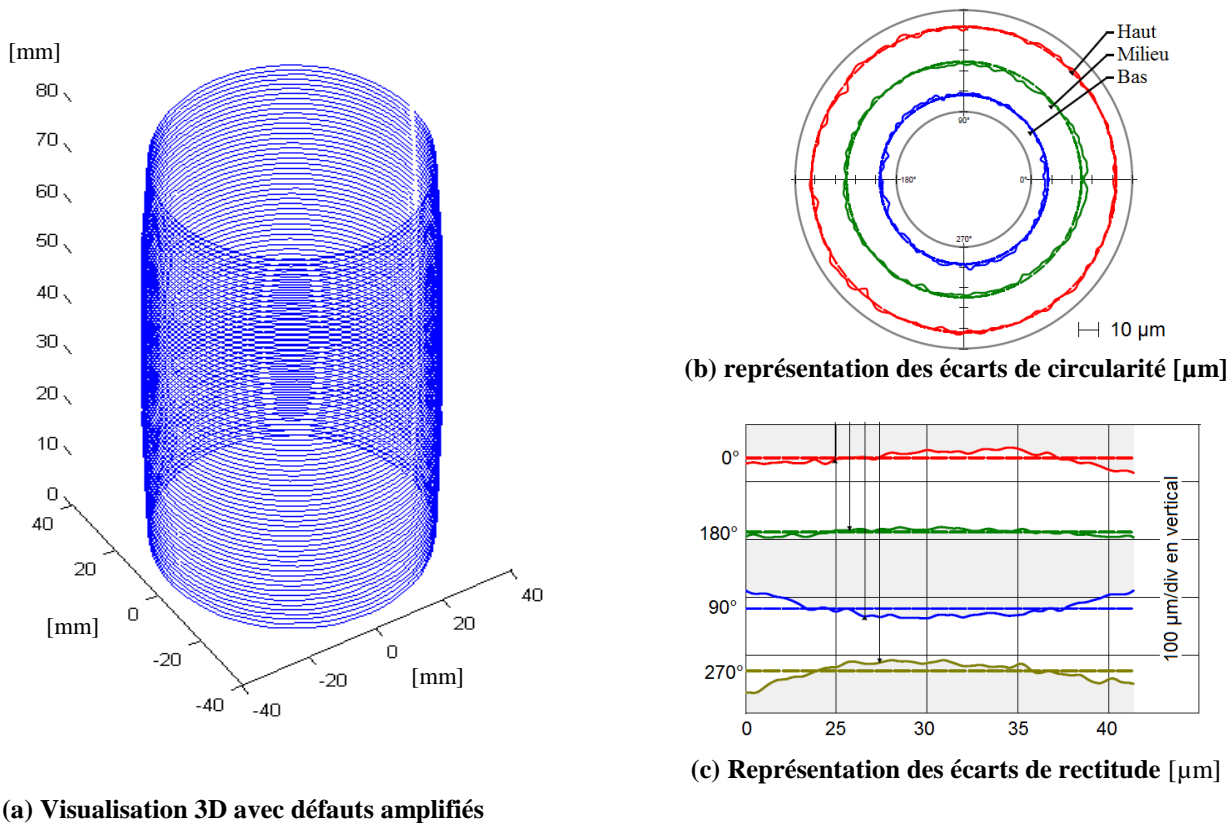 [mm]
80
70
60
50
40
30
20
10
0
40
20
0
-20
-40
-40
-20
0
20
40
[mm]
[mm]
(a) Visualisation 3D avec défauts amplifiés
Haut
Milieu
Bas
90°
180°
0°
270°
10 µm
(b) représentation des écarts de circularité [µm]
0°
180°
90°
270°
100 µm/div en vertical
0 25 30 35 40
(c) Représentation des écarts de rectitude [µm]